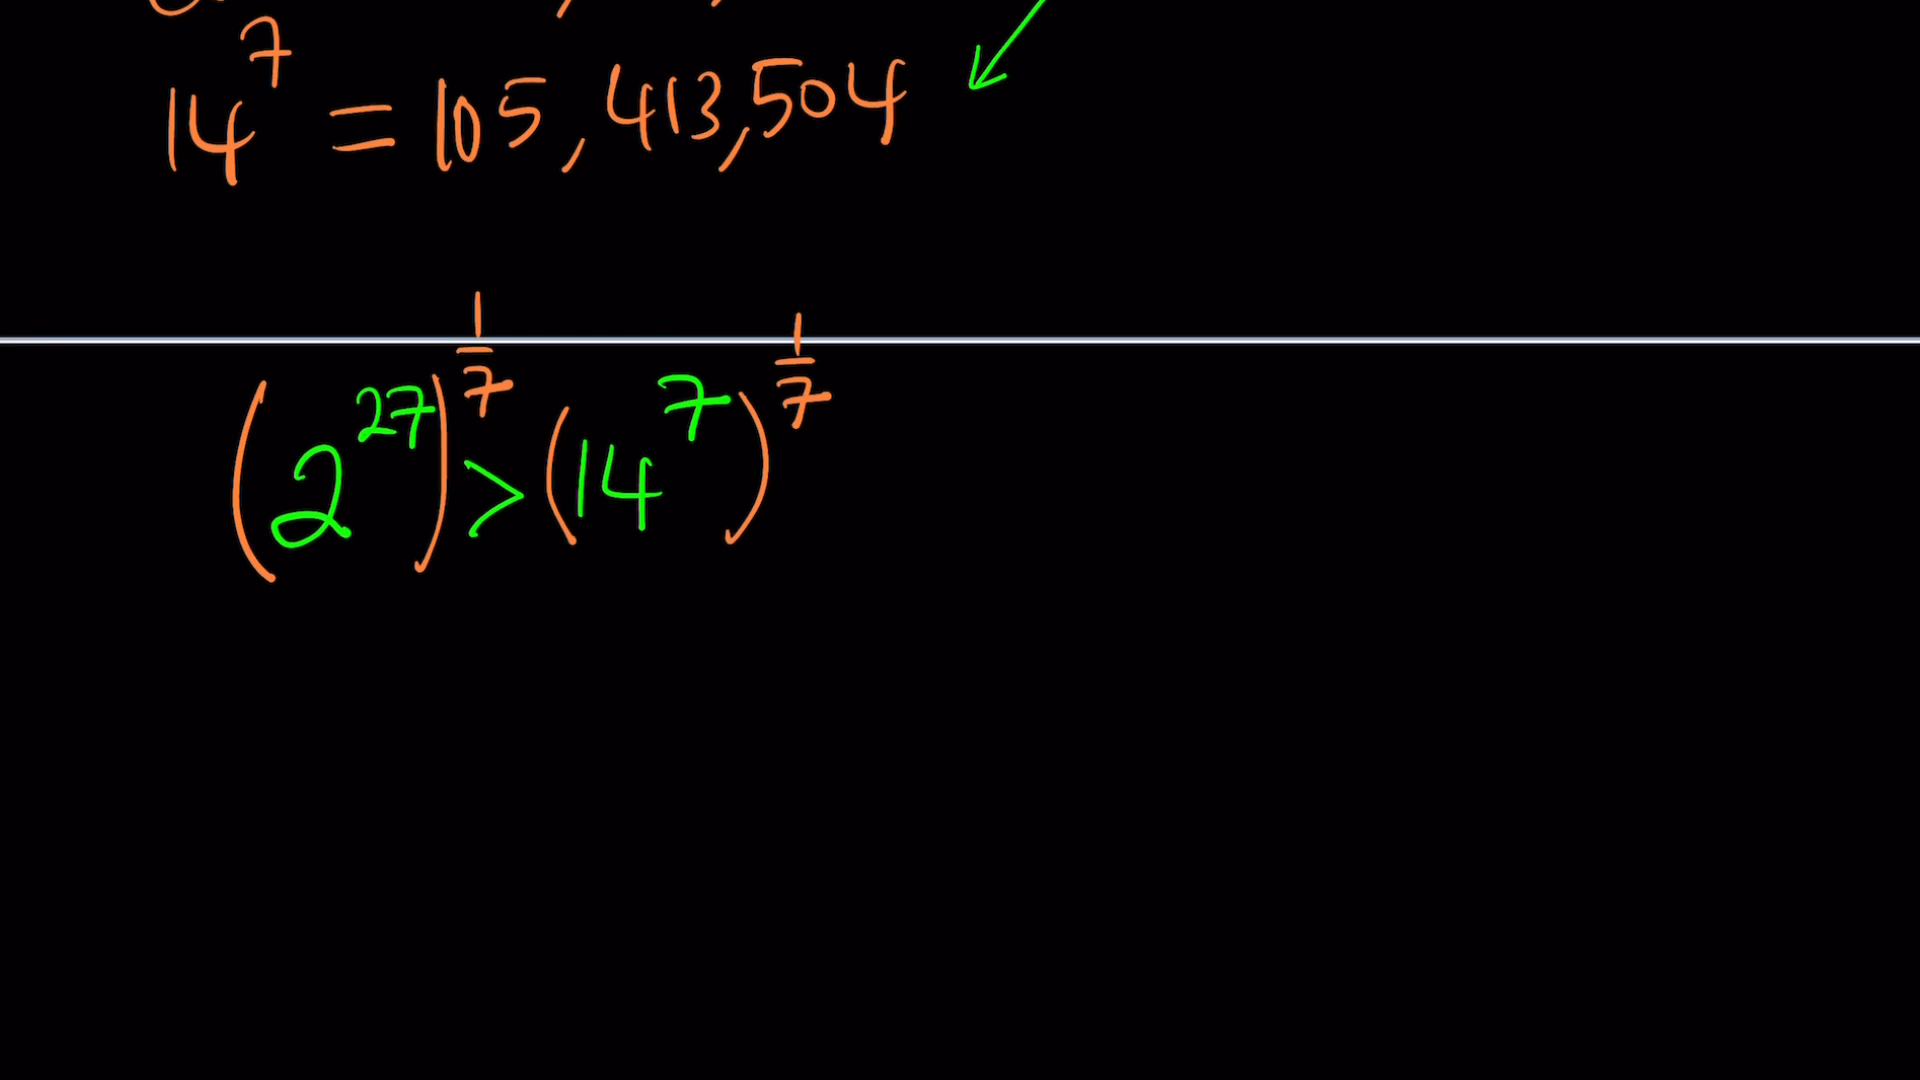 14^7 = 105,413,504
(2^27)^(1/7) > (14^7)^(1/7)